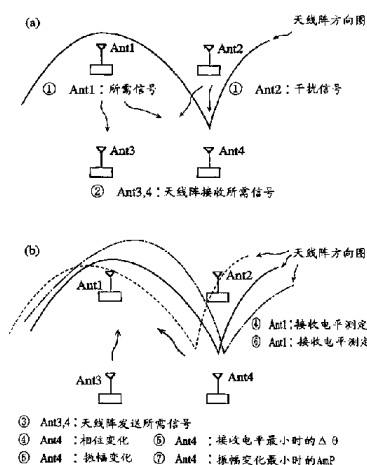 (a)
天线阵方向图
Ant1
Ant2
① Ant1：所需信号
① Ant2：干扰信号
Ant3
Ant4
② Ant3,4：天线阵接收所需信号
(b)
天线阵方向图
Ant1
Ant2
④ Ant1：接收电平测定
⑥ Ant1：接收电平测定
Ant3
Ant4
③ Ant3,4：天线阵发送所需信号
④ Ant4：相位变化 ⑤ Ant4：接收电平最小时的Δθ
⑥ Ant4：振幅变化 ⑦ Ant4：振幅变化最小时的AmP